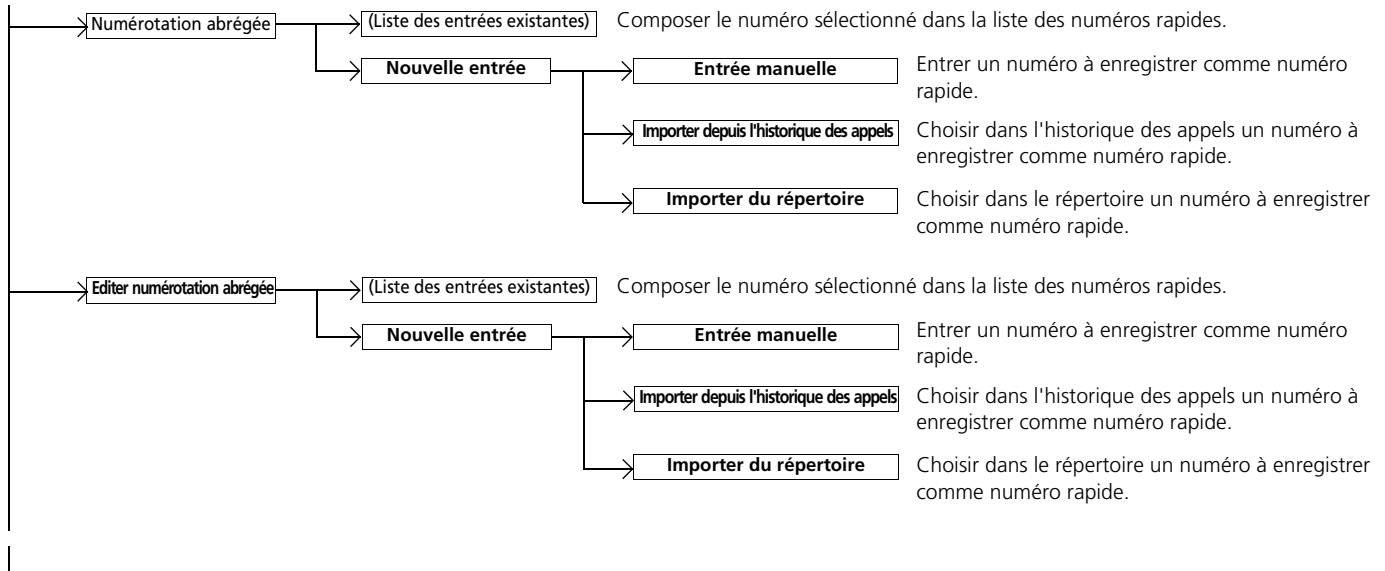 Numérotation abrégée
(Liste des entrées existantes)
Composer le numéro sélectionné dans la liste des numéros rapides.
Nouvelle entrée
Entrée manuelle
Entrer un numéro à enregistrer comme numéro
rapide.
Importer depuis l'historique des appels
Choisir dans l'historique des appels un numéro à
enregistrer comme numéro rapide.
Importer du répertoire
Choisir dans le répertoire un numéro à enregistrer
comme numéro rapide.
Editer numérotation abrégée
(Liste des entrées existantes)
Composer le numéro sélectionné dans la liste des numéros rapides.
Nouvelle entrée
Entrée manuelle
Entrer un numéro à enregistrer comme numéro
rapide.
Importer depuis l'historique des appels
Choisir dans l'historique des appels un numéro à
enregistrer comme numéro rapide.
Importer du répertoire
Choisir dans le répertoire un numéro à enregistrer
comme numéro rapide.